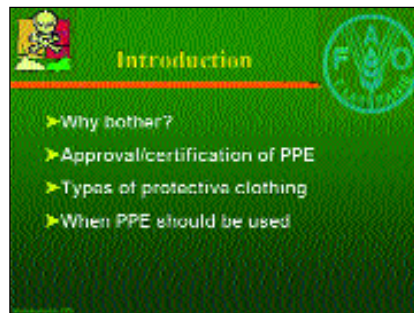 Introduction
F A O
➤Why bother?
➤Approval/certification of PPE
➤Types of protective clothing
➤When PPE should be used